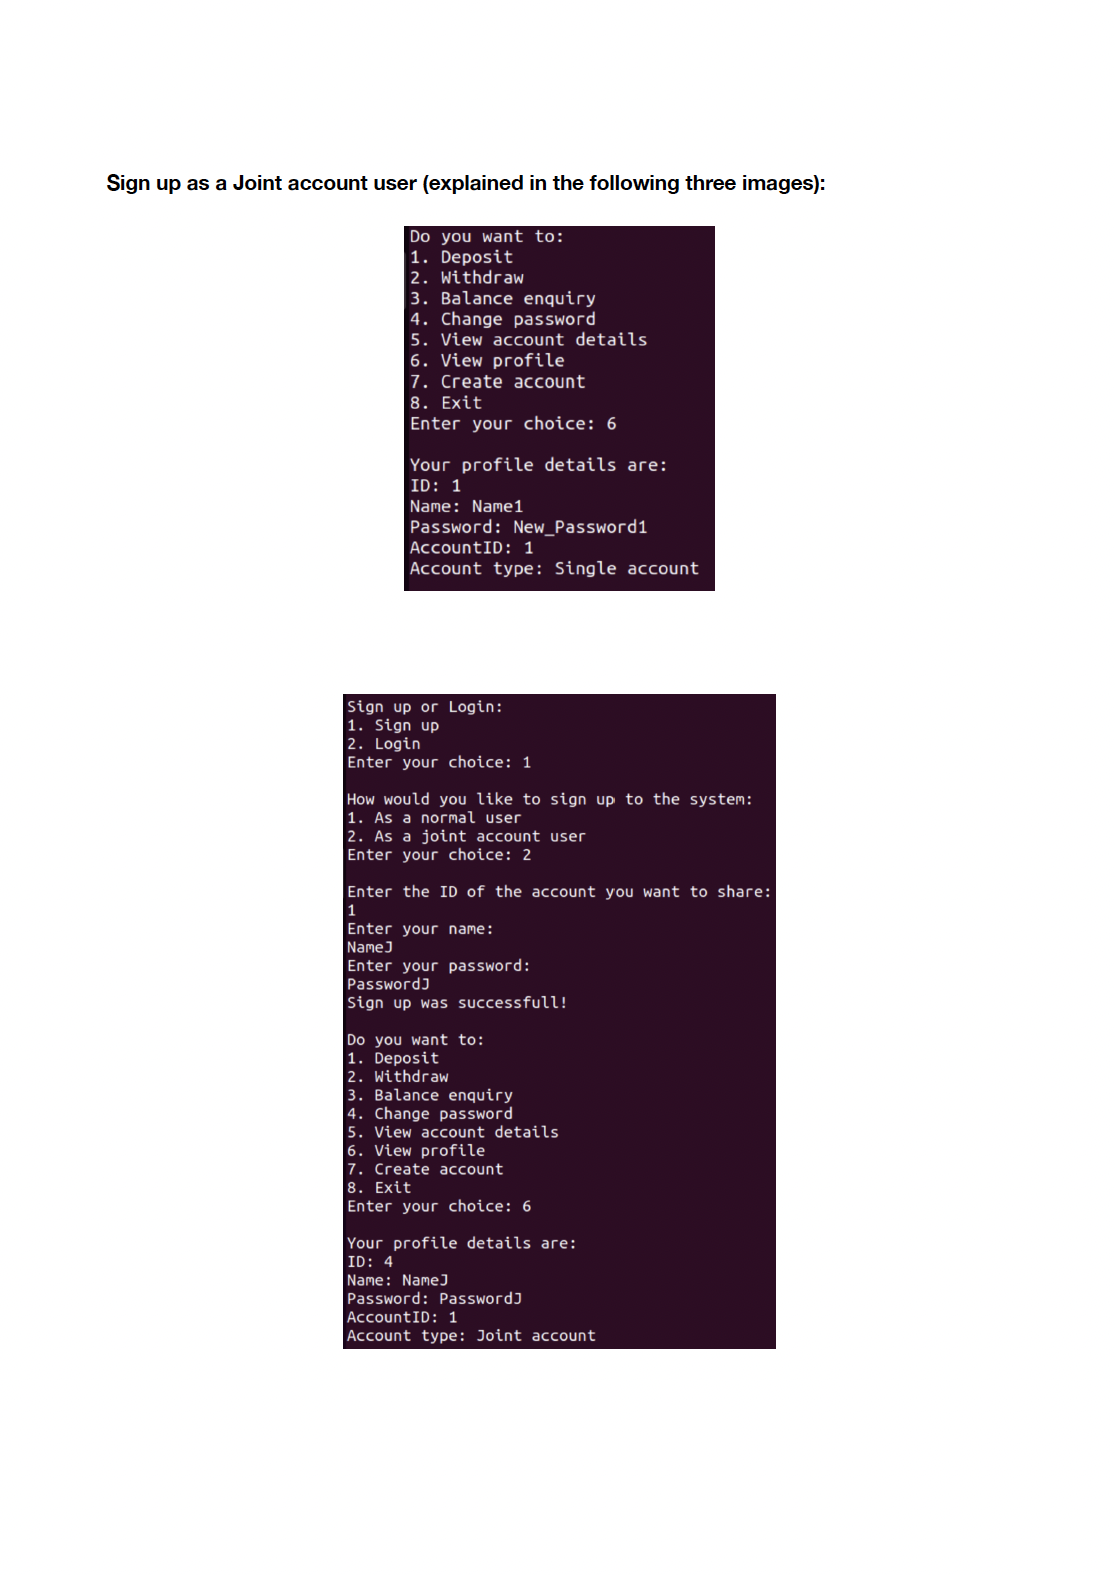 Sign up as a Joint account user (explained in the following three images):
Do you want to:
1. Deposit
2. Withdraw
3. Balance enquiry
4. Change password
5. View account details
6. View profile
7. Create account
8. Exit
Enter your choice: 6
Your profile details are:
ID: 1
Name: Name1
Password: New_Password1
AccountID: 1
Account type: Single account
Sign up or Login:
1. Sign up
2. Login
Enter your choice: 1
How would you like to sign up to the system:
1. As a normal user
2. As a joint account user
Enter your choice: 2
Enter the ID of the account you want to share:
1
Enter your name:
NameJ
Enter your password:
PasswordJ
Sign up was successfull!
Do you want to:
1. Deposit
2. Withdraw
3. Balance enquiry
4. Change password
5. View account details
6. View profile
7. Create account
8. Exit
Enter your choice: 6
Your profile details are:
ID: 4
Name: NameJ
Password: PasswordJ
AccountID: 1
Account type: Joint account